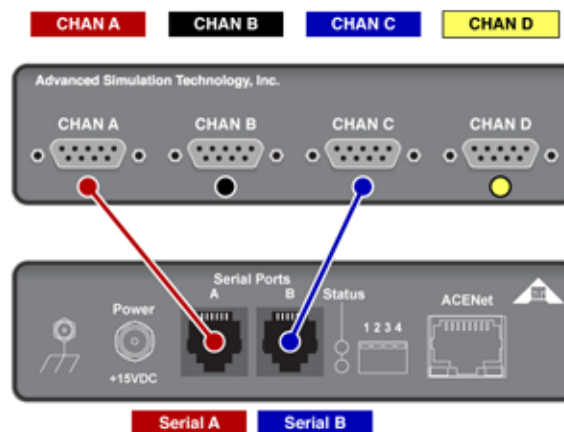 CHAN A CHAN B CHAN C CHAN D
Advanced Simulation Technology, Inc.
CHAN A CHAN B CHAN C CHAN D
Serial Ports
A B Status
Power
ACENet
1 2 3 4
+15VDC
Serial A Serial B